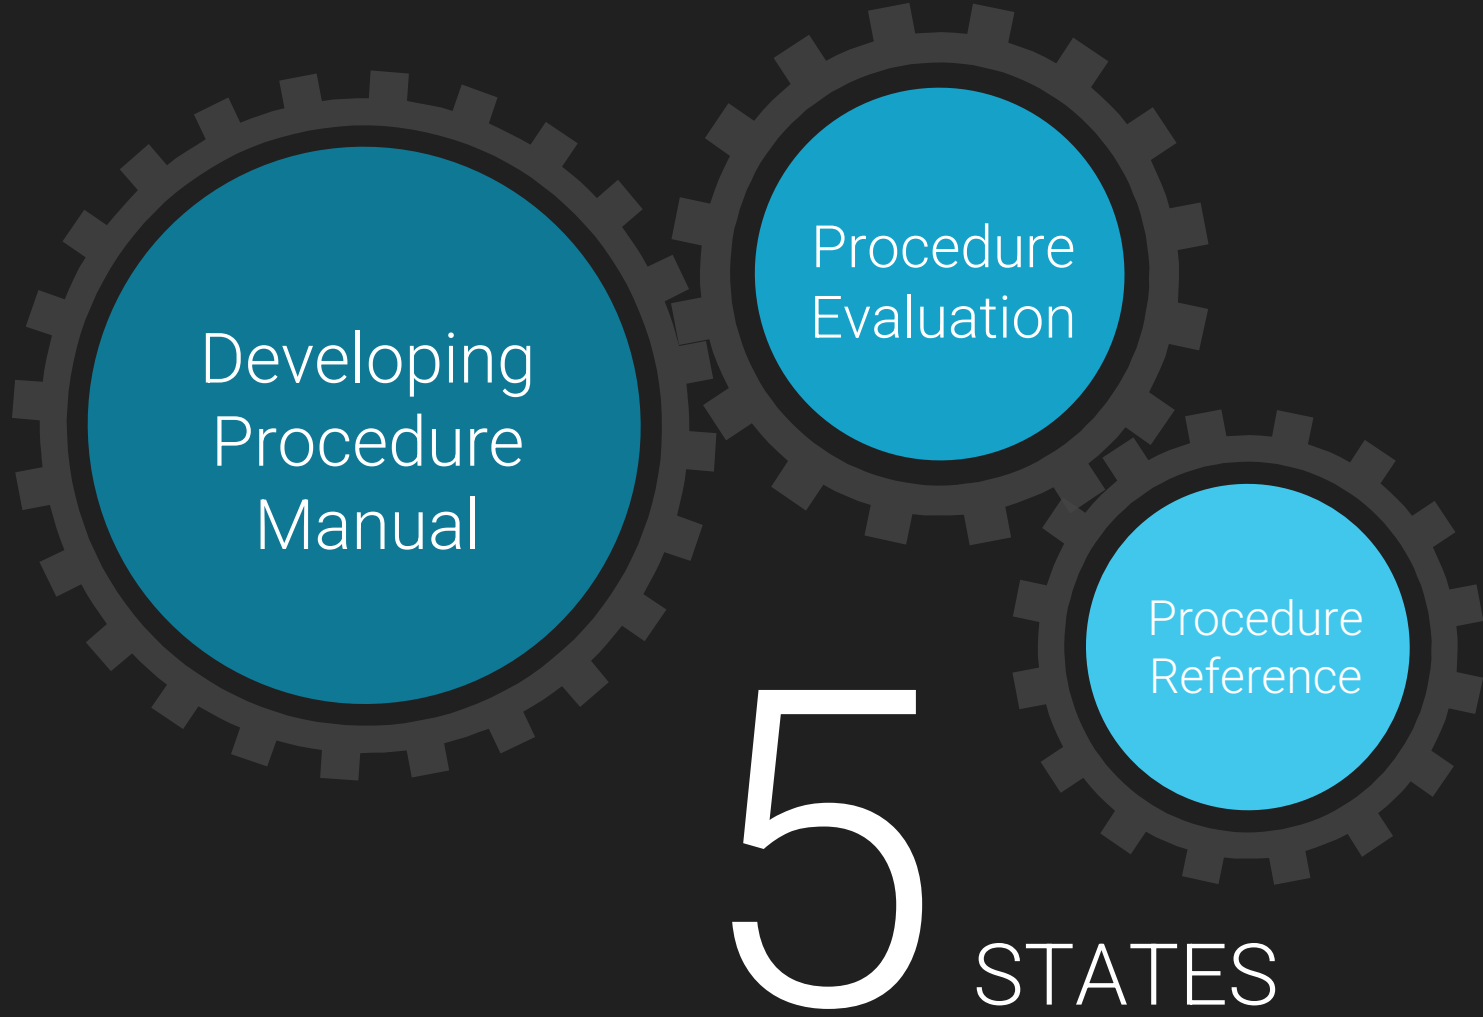 Developing
Procedure
Manual
Procedure
Evaluation
Procedure
Reference
5
STATES